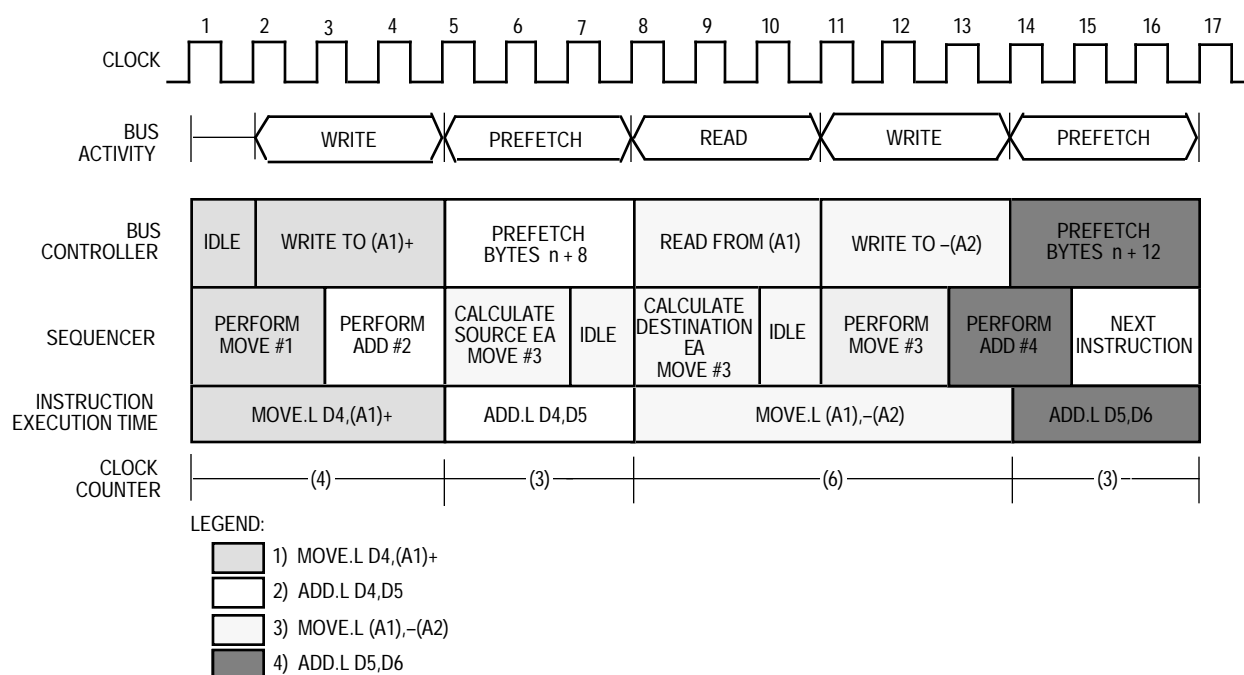 1 2 3 4 5 6 7 8 9 10 11 12 13 14 15 16 17
CLOCK
BUS
ACTIVITY
WRITE PREFETCH READ WRITE PREFETCH
BUS
CONTROLLER
IDLE
WRITE TO (A1)+
PREFETCH
BYTES n + 8
READ FROM (A1)
WRITE TO –(A2)
PREFETCH
BYTES n + 12
SEQUENCER
PERFORM
MOVE #1
PERFORM
ADD #2
CALCULATE
SOURCE EA
MOVE #3
IDLE
CALCULATE
DESTINATION
EA
MOVE #3
IDLE
PERFORM
MOVE #3
PERFORM
ADD #4
NEXT
INSTRUCTION
INSTRUCTION
EXECUTION TIME
MOVE.L D4,(A1)+ ADD.L D4,D5 MOVE.L (A1),–(A2) ADD.L D5,D6
CLOCK
COUNTER
(4) (3) (6) (3)
LEGEND:
1) MOVE.L D4,(A1)+
2) ADD.L D4,D5
3) MOVE.L (A1),–(A2)
4) ADD.L D5,D6